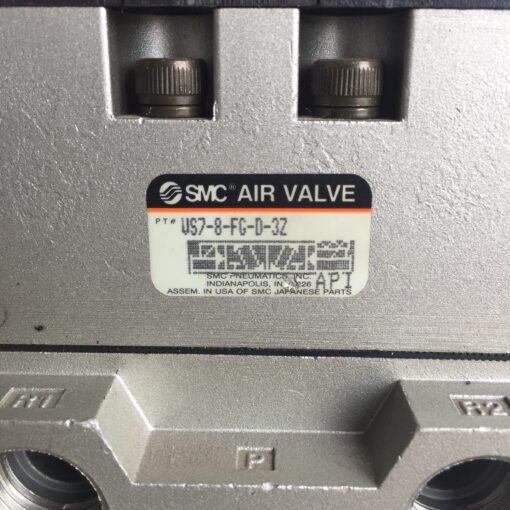 SMC® AIR VALVE
PT# VS7-8-FG-D-3Z
SMC PNEUMATICS, INC.
INDIANAPOLIS, IN 46226 API
ASSEM. IN USA OF SMC JAPANESE PARTS
R1 P R2